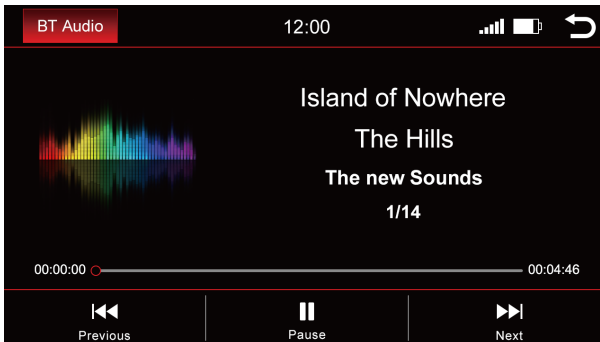 BT Audio 12:00
Island of Nowhere
The Hills
The new Sounds
1/14
00:00:00 00:04:46
Previous Pause Next